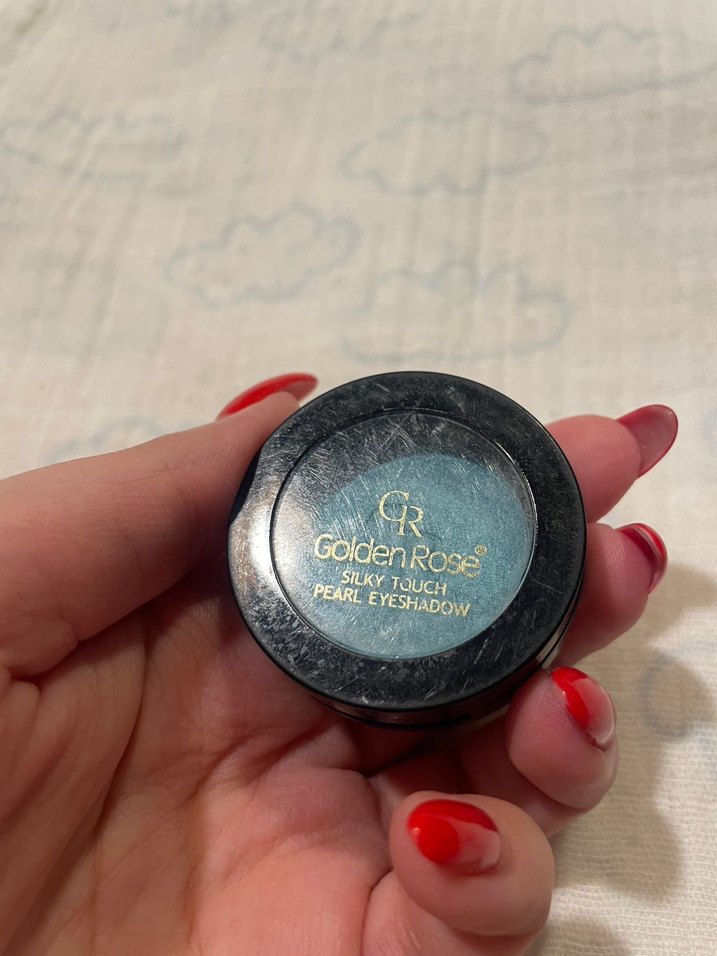 GR
Golden Rose®
SILKY TOUCH
PEARL EYESHADOW